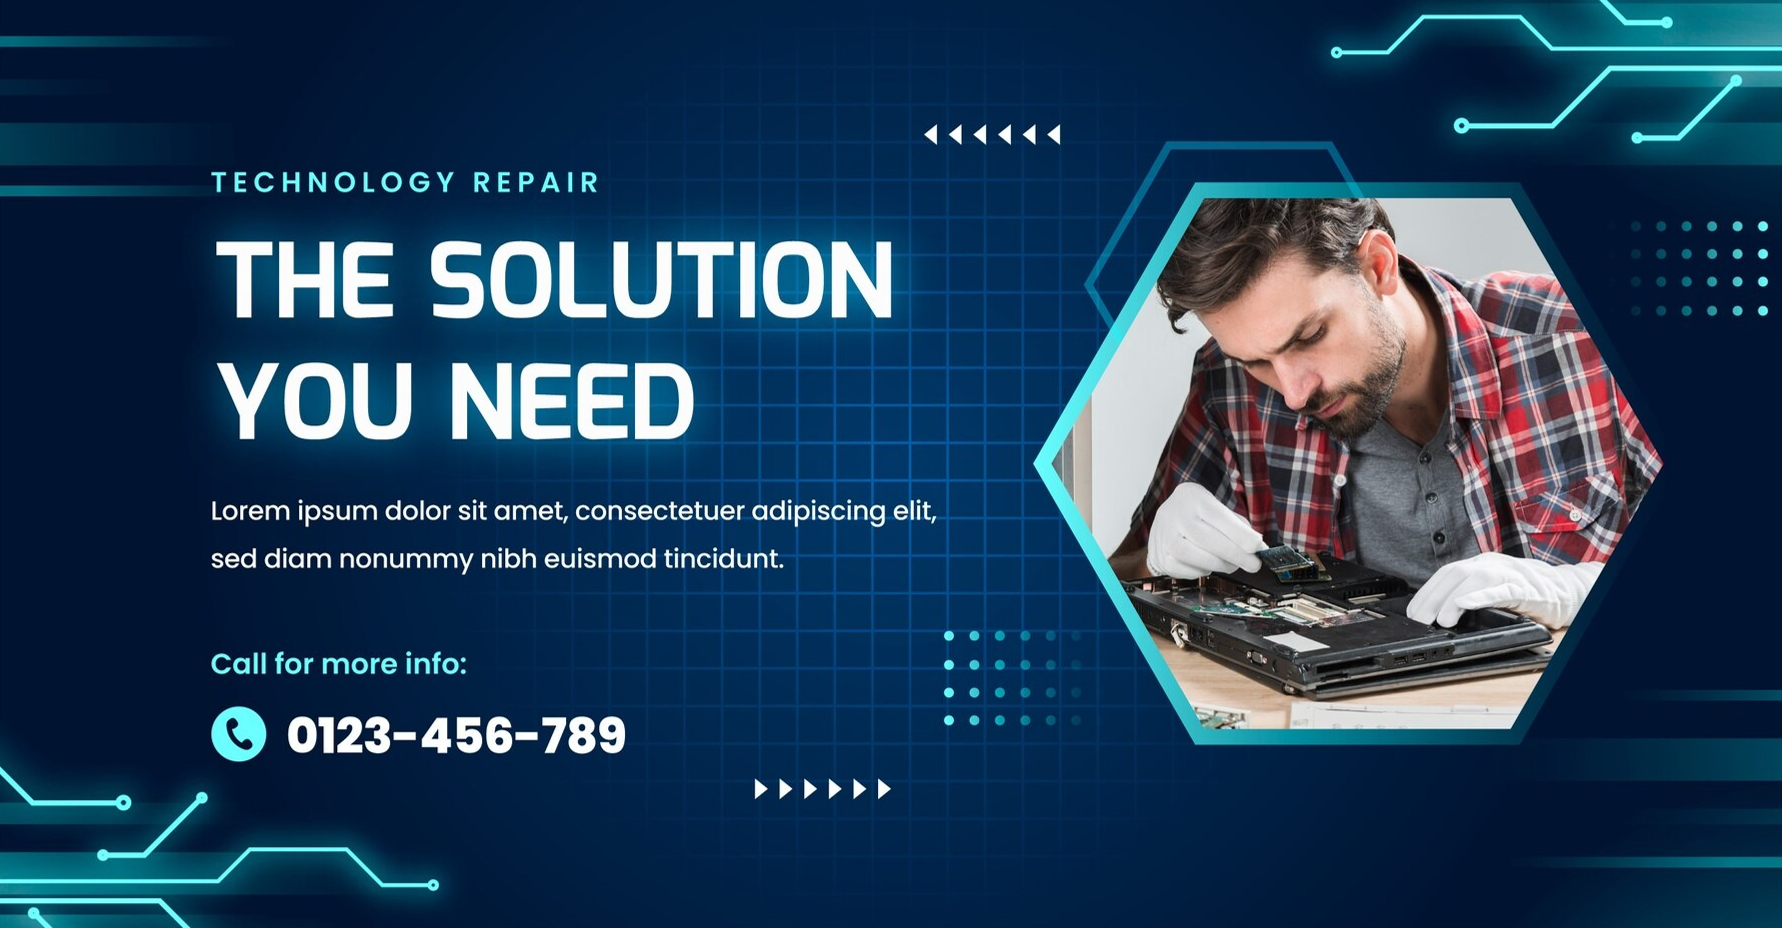 TECHNOLOGY REPAIR
THE SOLUTION
YOU NEED
Lorem ipsum dolor sit amet, consectetuer adipiscing elit,
sed diam nonummy nibh euismod tincidunt.
Call for more info:
0123-456-789